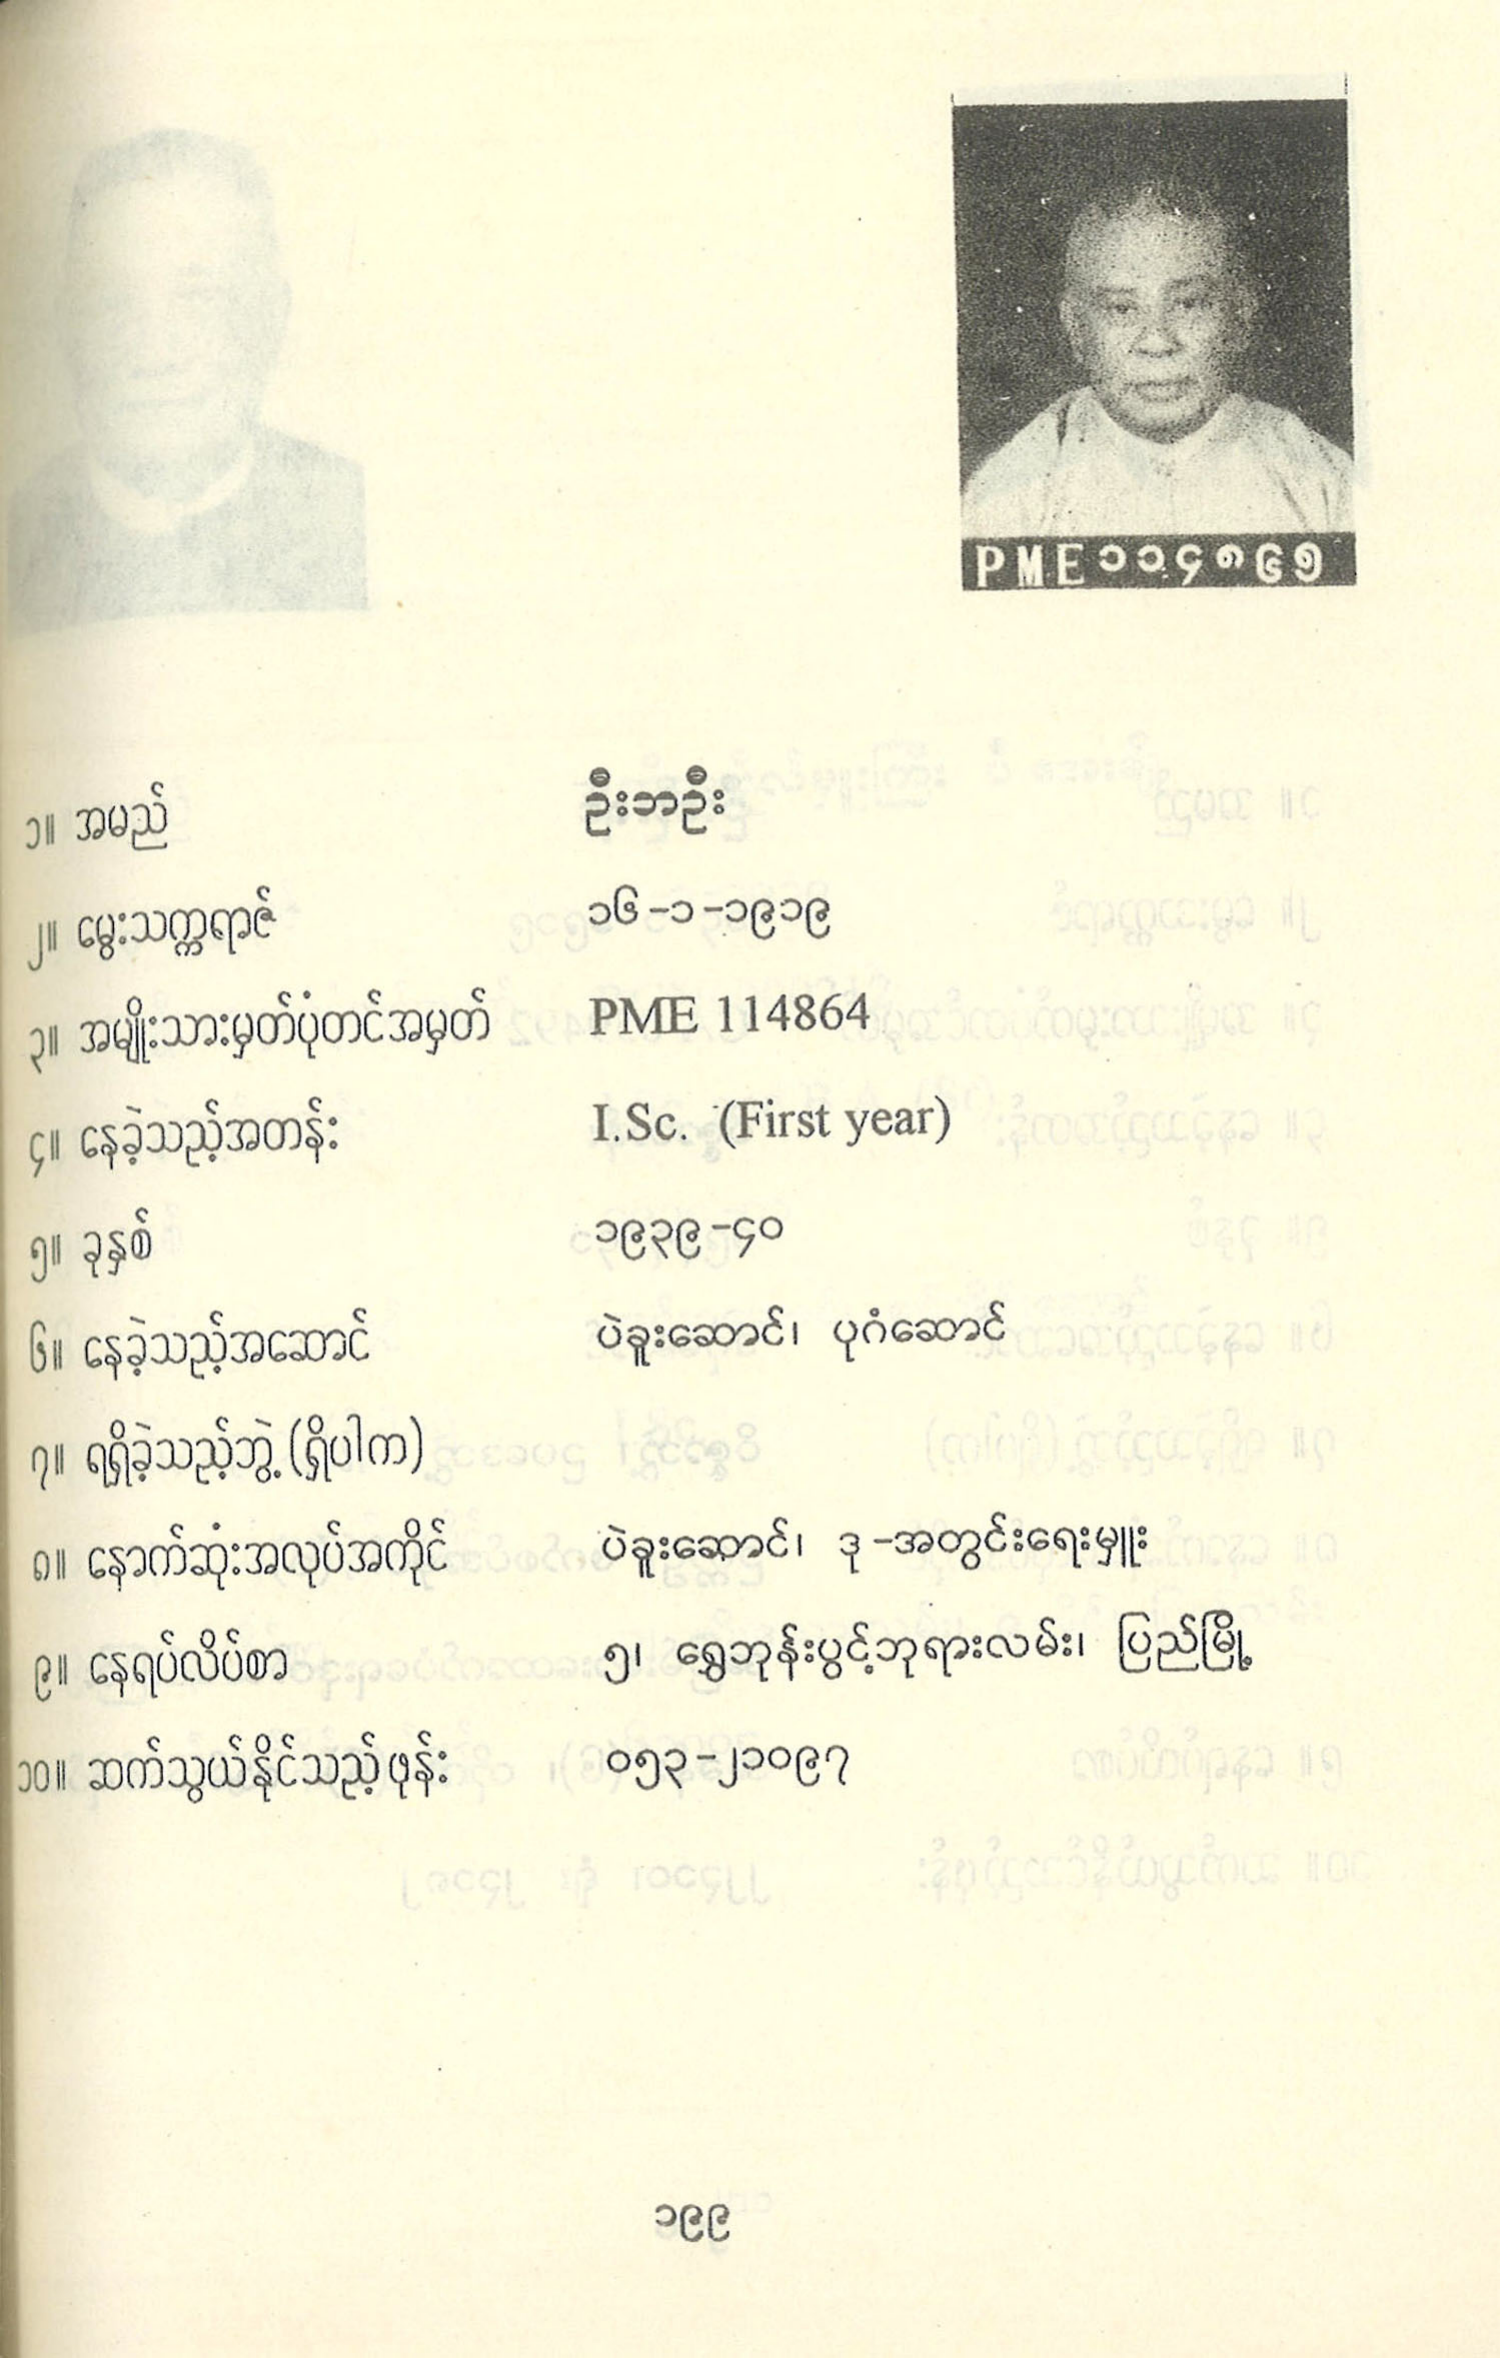 PME ၁၁၄၈၆၅
၁။ အမည် ဦးဘဦး
၂။ မွေးသက္ကရာဇ် ၁၆-၁-၁၉၁၉
၃။ အမျိုးသားမှတ်ပုံတင်အမှတ် PME 114864
၄။ နေခဲ့သည့်အတန်း I.Sc. (First year)
၅။ ခုနှစ် ၁၉၃၉-၄၀
၆။ နေခဲ့သည့်အဆောင် ပဲခူးဆောင်၊ ပုဂံဆောင်
၇။ ရရှိခဲ့သည့်ဘွဲ့ (ရှိပါက)
၈။ နောက်ဆုံးအလုပ်အကိုင် ပဲခူးဆောင်၊ ဒု-အတွင်းရေးမှူး
၉။ နေရပ်လိပ်စာ ၅၊ ရွှေဘုန်းပွင့်ဘုရားလမ်း၊ ပြည်မြို့
၁၀။ ဆက်သွယ်နိုင်သည့်ဖုန်း ၀၅၃-၂၁၀၉၇
၁၉၉